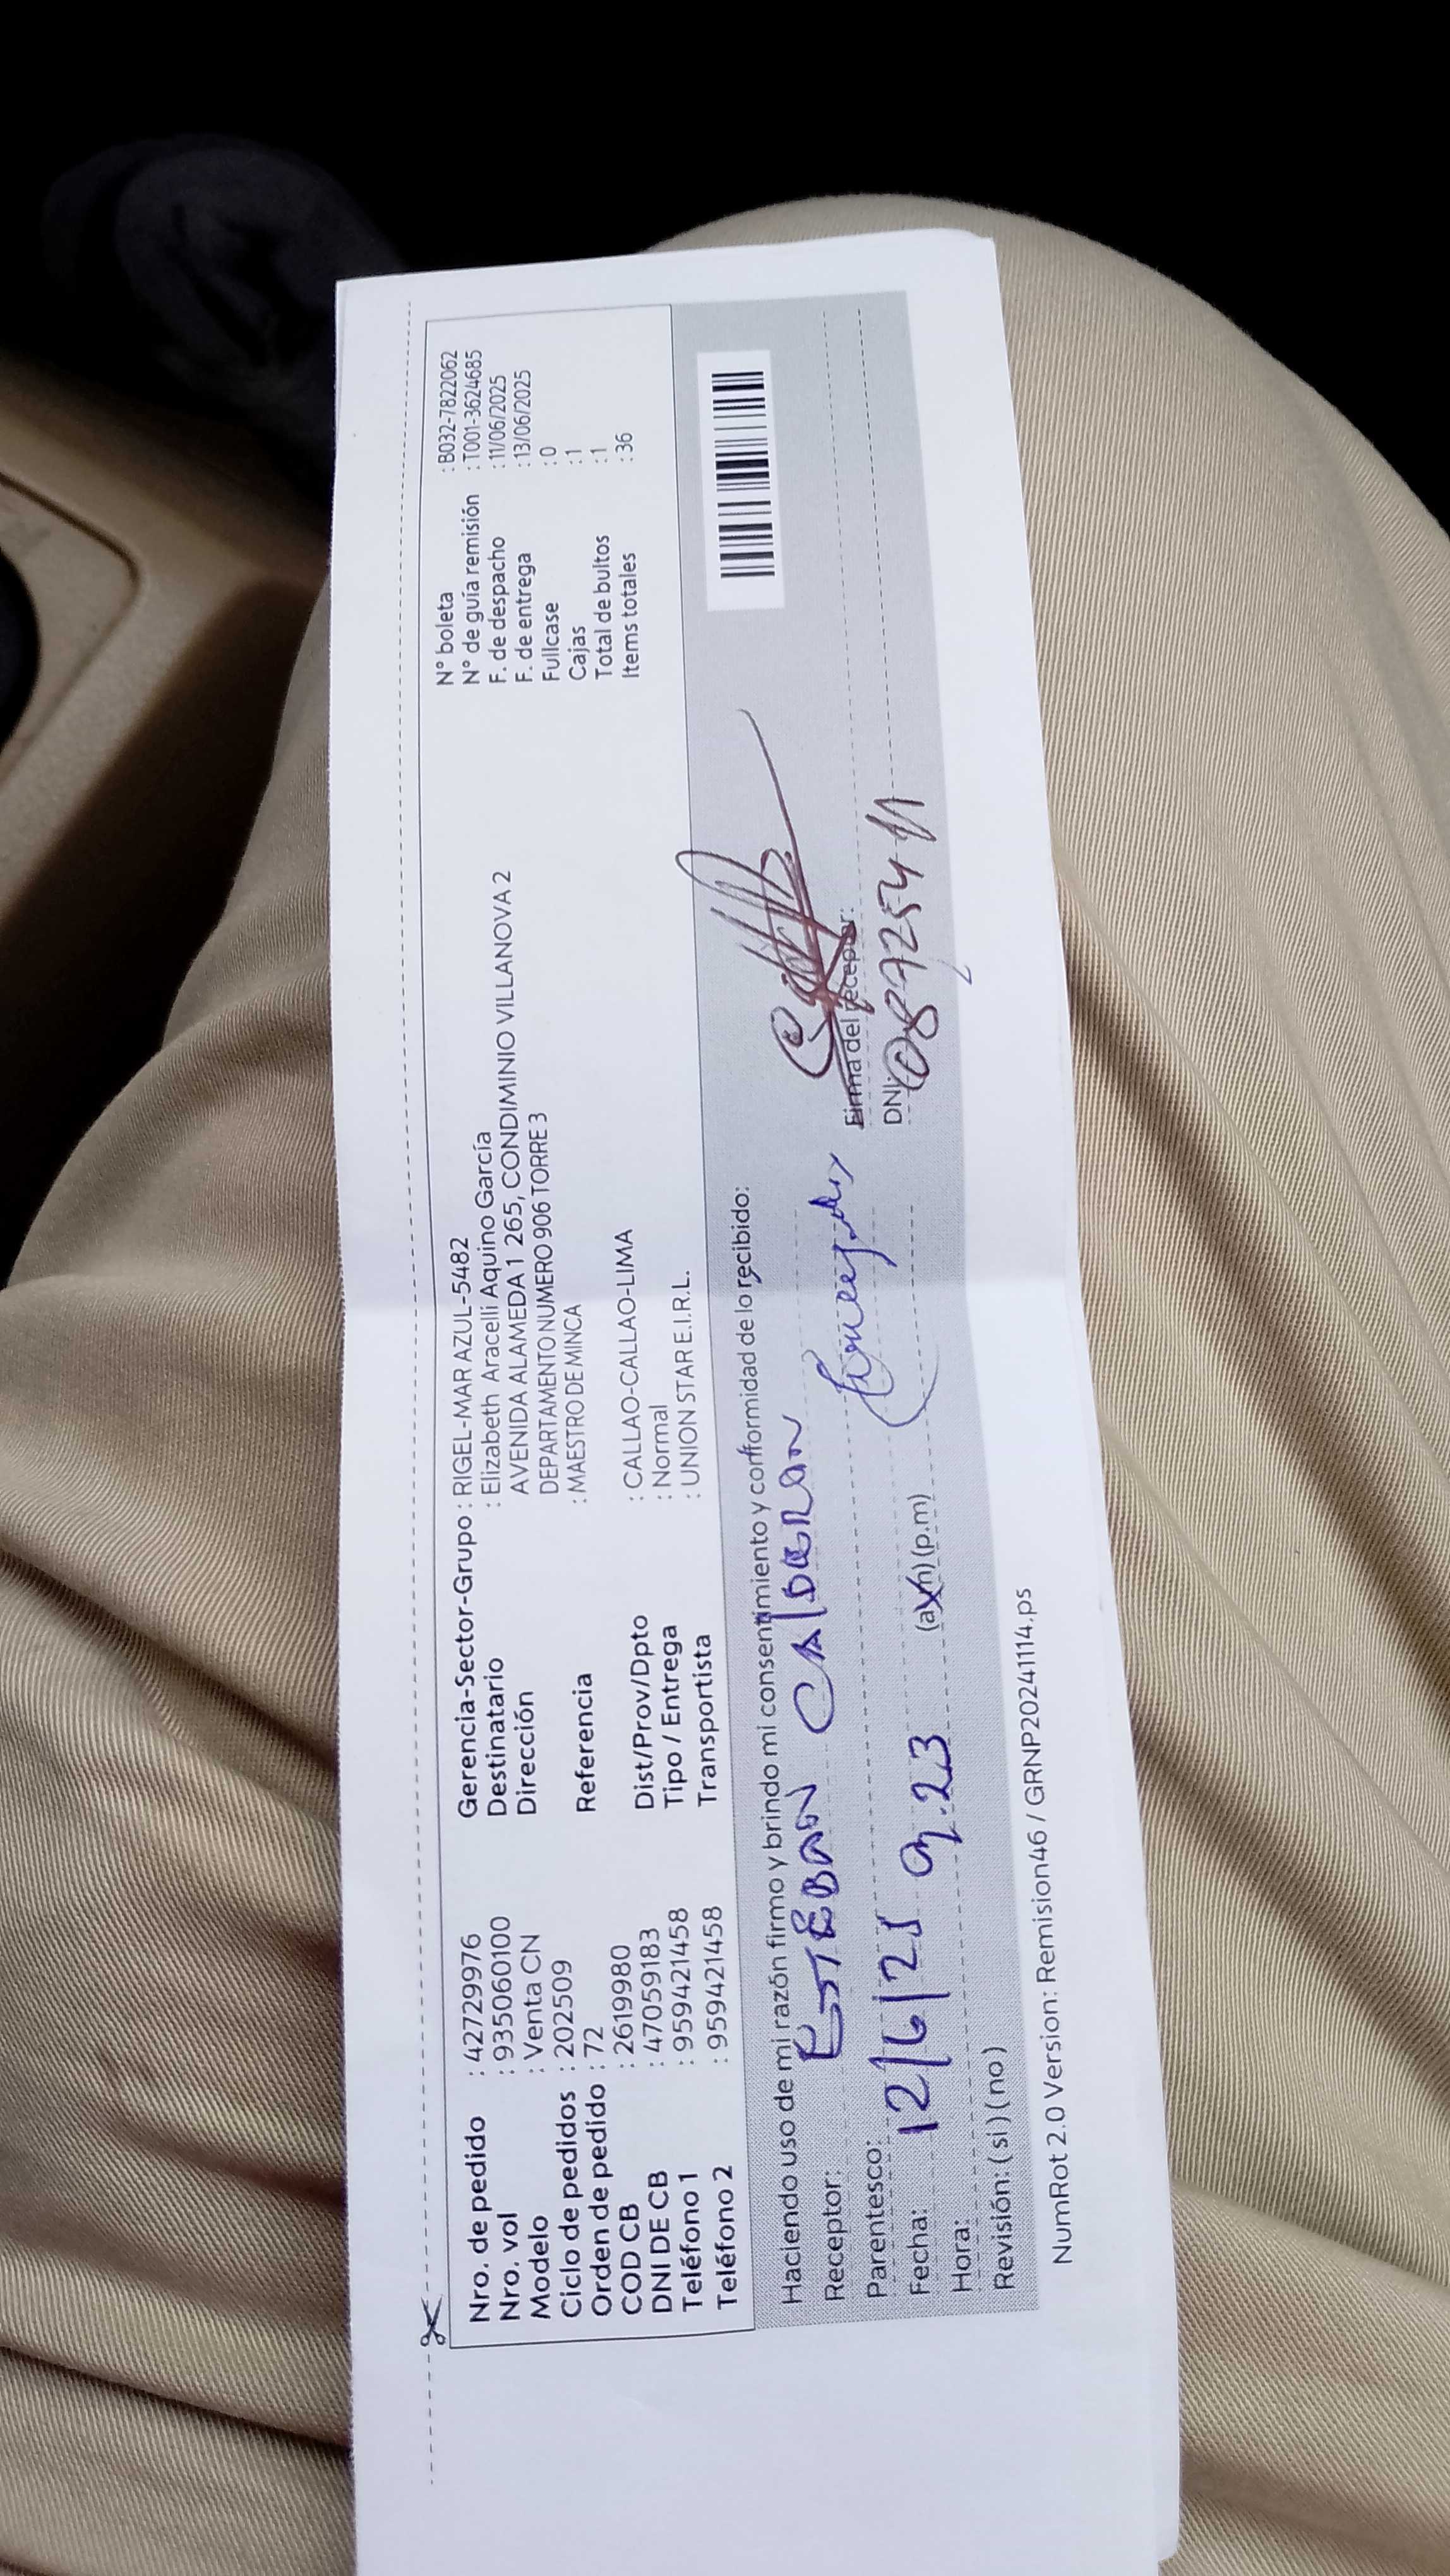 Nro. de pedido : 42729976
Nro. vol : 935060100
Modelo : Venta CN
Ciclo de pedidos : 202509
Orden de pedido : 72
COD CB : 2619980
DNI DE CB : 47059183
Teléfono 1 : 959421458
Teléfono 2 : 959421458
Gerencia-Sector-Grupo : RIGEL-MAR AZUL-5482
Destinatario : Elizabeth Aracelli Aquino García
Dirección AVENIDA ALAMEDA 1 265, CONDIMINIO VILLANOVA 2
DEPARTAMENTO NUMERO 906 TORRE 3
Referencia : MAESTRO DE MINCA
Dist/Prov/Dpto : CALLAO-CALLAO-LIMA
Tipo / Entrega : Normal
Transportista : UNION STAR E.I.R.L.
N° boleta : B032-7822062
N° de guía remisión : T001-3624685
F. de despacho : 11/06/2025
F. de entrega : 13/06/2025
Fullcase : 0
Cajas : 1
Total de bultos : 1
Items totales : 36
Haciendo uso de mi razón firmo y brindo mi consentimiento y conformidad de lo recibido:
Receptor: ESTEBAN CALDERON
Parentesco:
Fecha: 12/6/25
Hora: 9.23 (a.m) (p.m)
Revisión: (si) (no)
Firma del receptor:
DNI: 08725411
NumRot 2.0 Version: Remision46 / GRNP20241114.ps